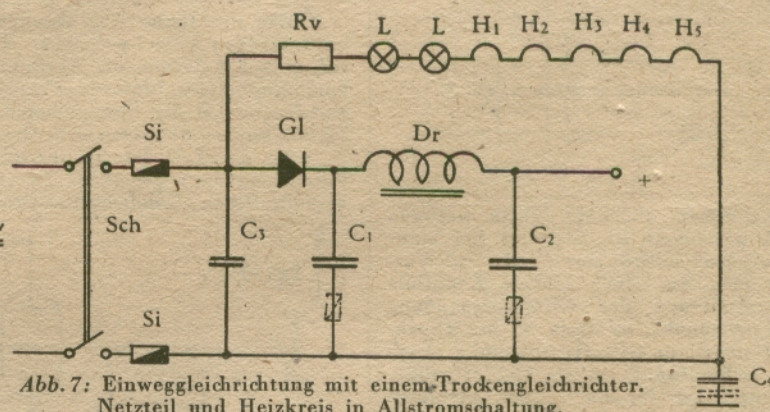 Rv L L H₁ H₂ H₃ H₄ H₅
Si Gl Dr
+
Sch C₃ C₁ C₂
Si
Abb. 7: Einweggleichrichtung mit einem Trockengleichrichter.
Netzteil und Heizkreis in Allstromschaltung.